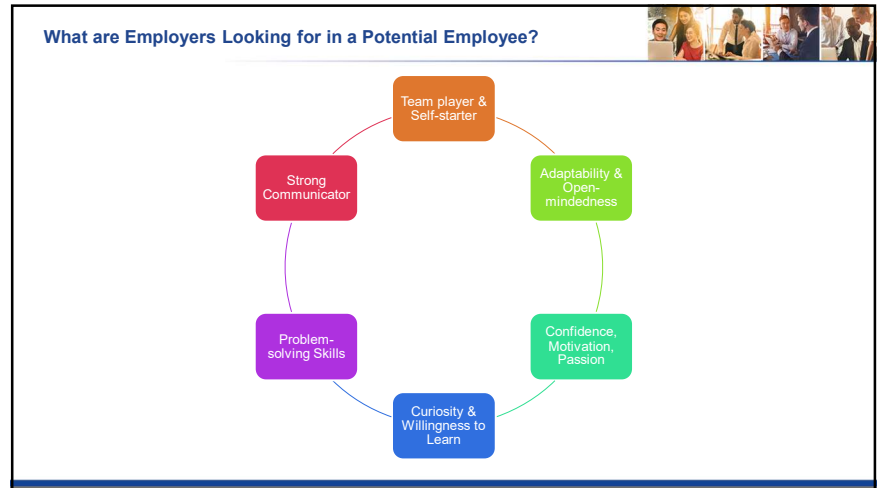 What are Employers Looking for in a Potential Employee?
Team player &
Self-starter
Adaptability &
Open-
mindedness
Confidence,
Motivation,
Passion
Curiosity &
Willingness to
Learn
Problem-
solving Skills
Strong
Communicator